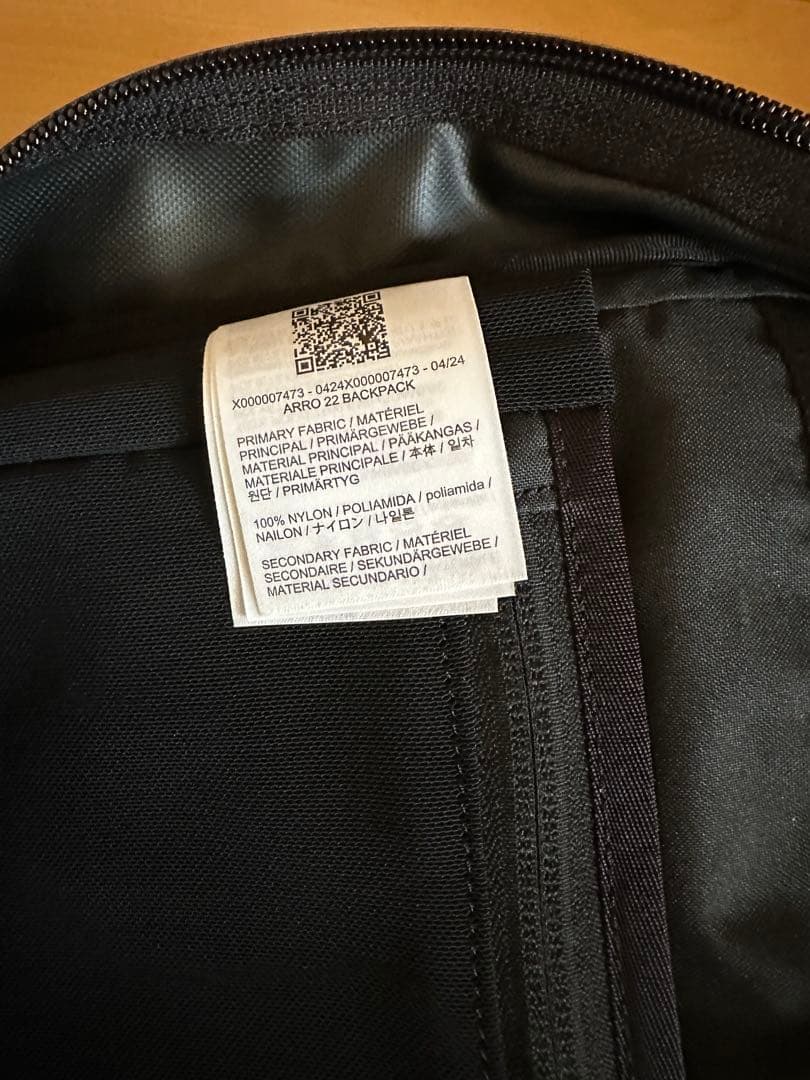 X000007473 - 0424X000007473 - 04/24
ARRO 22 BACKPACK
PRIMARY FABRIC / MATÉRIEL
PRINCIPAL / PRIMÄRGEWEBE /
MATERIAL PRINCIPAL / PÄÄKANGAS /
MATERIALE PRINCIPALE / 本体 / 일차
원단 / PRIMÄRTYG
100% NYLON / POLIAMIDA / poliamida /
NAILON / ナイロン / 나일론
SECONDARY FABRIC / MATÉRIEL
SECONDAIRE / SEKUNDÄRGEWEBE /
MATERIAL SECUNDARIO /